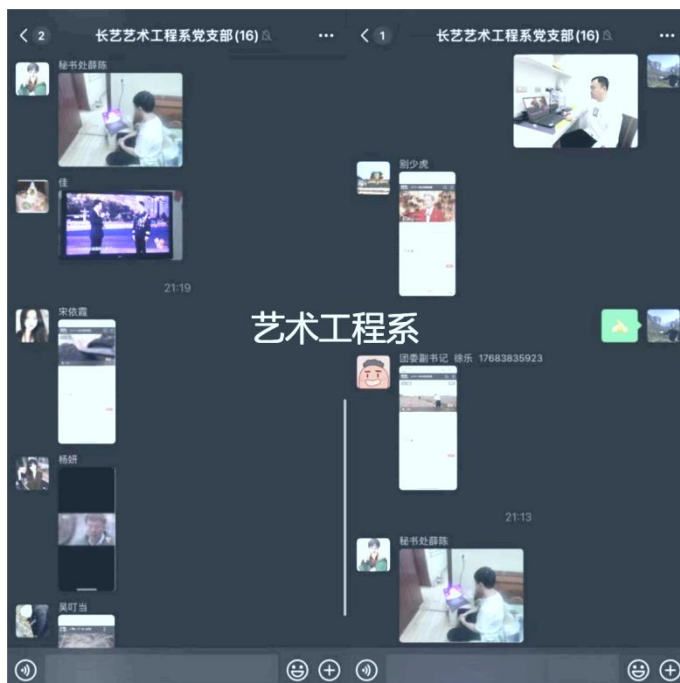 2
长艺艺术工程系党支部(16)
秘书处薛陈
佳
21:19
宋依霞
杨妍
吴叮当
艺术工程系
1
长艺艺术工程系党支部(16)
别少虎
团委副书记 徐乐 17683835923
21:13
秘书处薛陈